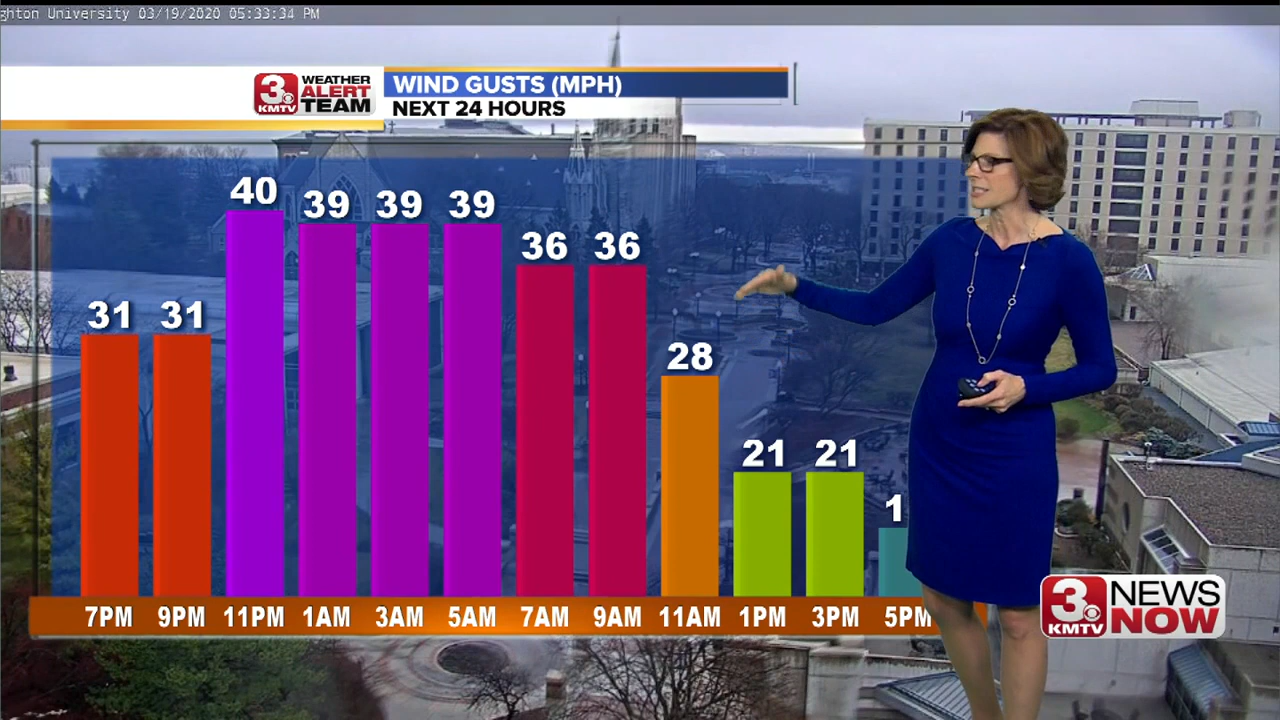 ghton University 03/19/2020 05:33:34 PM
3 KMTV
WEATHER ALERT TEAM
WIND GUSTS (MPH)
NEXT 24 HOURS
31 31 40 39 39 39 36 36 28 21 21 1
7PM 9PM 11PM 1AM 3AM 5AM 7AM 9AM 11AM 1PM 3PM 5PM
3 KMTV
NEWS NOW